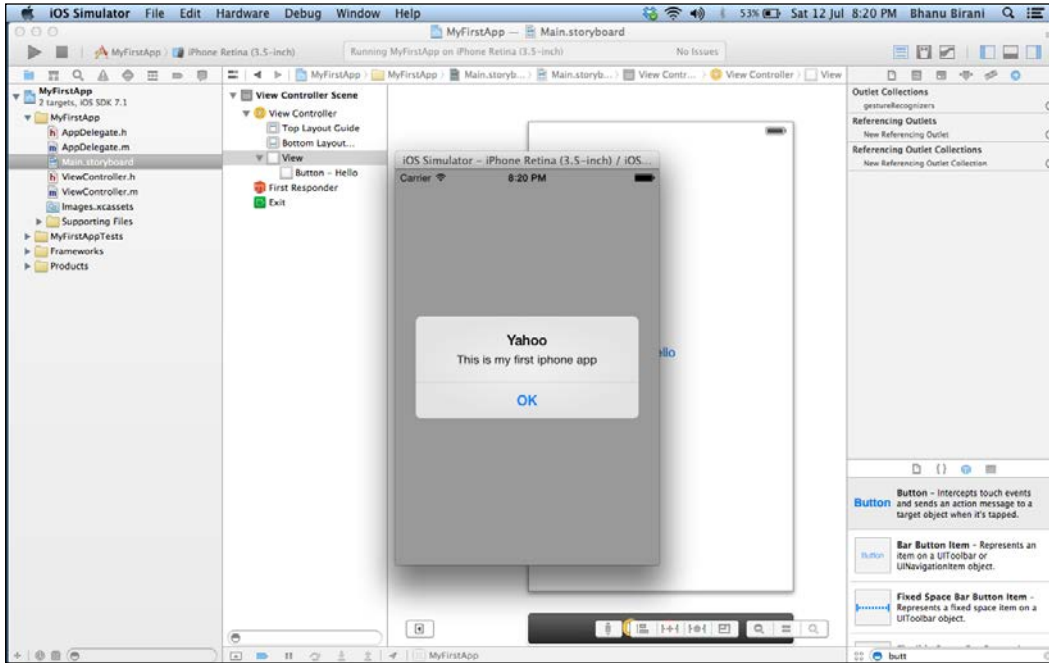 iOS Simulator File Edit Hardware Debug Window Help 53% Sat 12 Jul 8:20 PM Bhanu Birani
MyFirstApp — Main.storyboard
MyFirstApp iPhone Retina (3.5-inch) Running MyFirstApp on iPhone Retina (3.5-inch) No Issues
MyFirstApp MyFirstApp Main.storyb... Main.storyb... View Contr... View Controller View
MyFirstApp
2 targets, iOS SDK 7.1
MyFirstApp
AppDelegate.h
AppDelegate.m
Main.storyboard
ViewController.h
ViewController.m
Images.xcassets
Supporting Files
MyFirstAppTests
Frameworks
Products
View Controller Scene
View Controller
Top Layout Guide
Bottom Layout...
View
Button - Hello
First Responder
Exit
iOS Simulator - iPhone Retina (3.5-inch) / iOS...
Carrier 8:20 PM
Yahoo
This is my first iphone app
OK
ello
Outlet Collections
gestureRecognizers
Referencing Outlets
New Referencing Outlet
Referencing Outlet Collections
New Referencing Outlet Collection
Button
Button - Intercepts touch events
and sends an action message to a
target object when it's tapped.
Button
Bar Button Item - Represents an
item on a UIToolbar or
UINavigationItem object.
Fixed Space Bar Button Item -
Represents a fixed space item on a
UIToolbar object.
MyFirstApp
butt